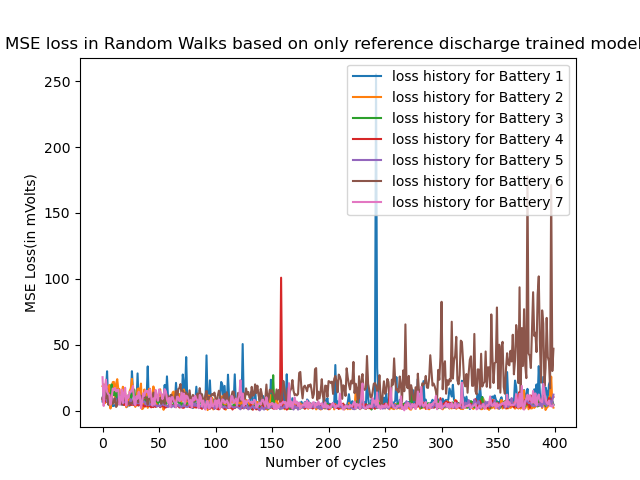 MSE loss in Random Walks based on only reference discharge trained model
250
200
150
100
50
0
MSE Loss(in mVolts)
loss history for Battery 1
loss history for Battery 2
loss history for Battery 3
loss history for Battery 4
loss history for Battery 5
loss history for Battery 6
loss history for Battery 7
0 50 100 150 200 250 300 350 400
Number of cycles